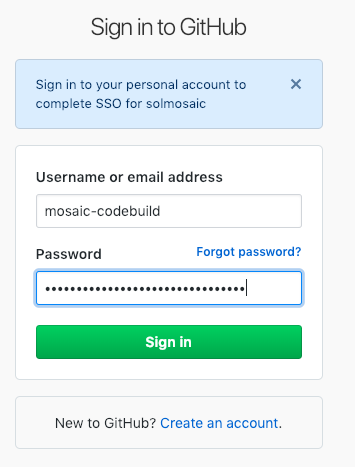 Sign in to GitHub
Sign in to your personal account to
complete SSO for solmosaic
Username or email address
mosaic-codebuild
Password Forgot password?
Sign in
New to GitHub? Create an account.